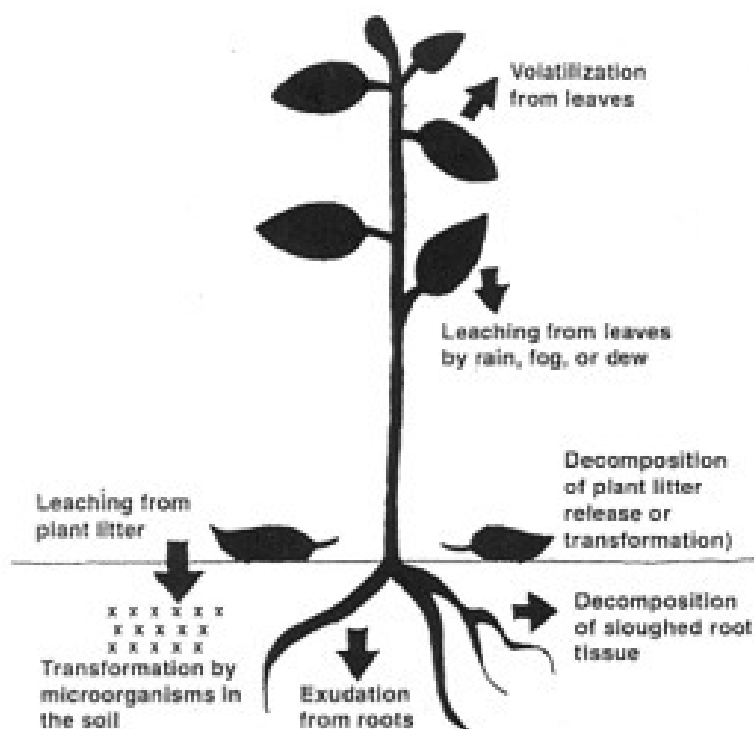 Volatilization
from leaves
Leaching from leaves
by rain, fog, or dew
Decomposition
of plant litter
release or
transformation)
Leaching from
plant litter
x x x x x x
x x x x x
x x x x x
Transformation by
microorganisms in
the soil
Exudation
from roots
Decomposition
of sloughed root
tissue